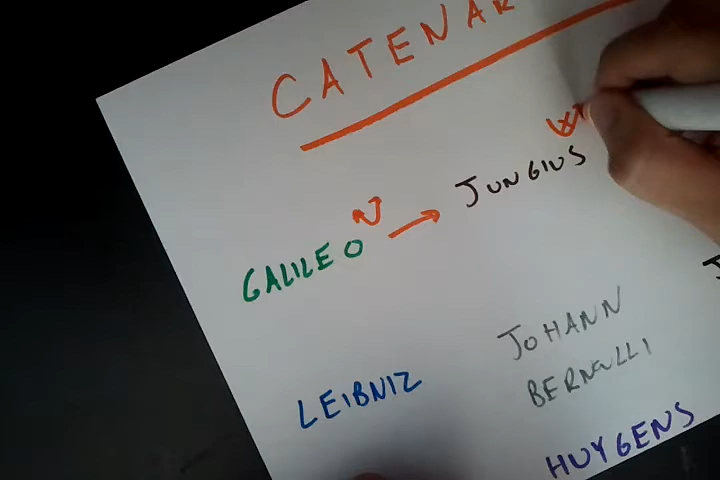 CATENAR
GALILEO
JUNGIUS
LEIBNIZ
JOHANN
BERNULLI
HUYGENS